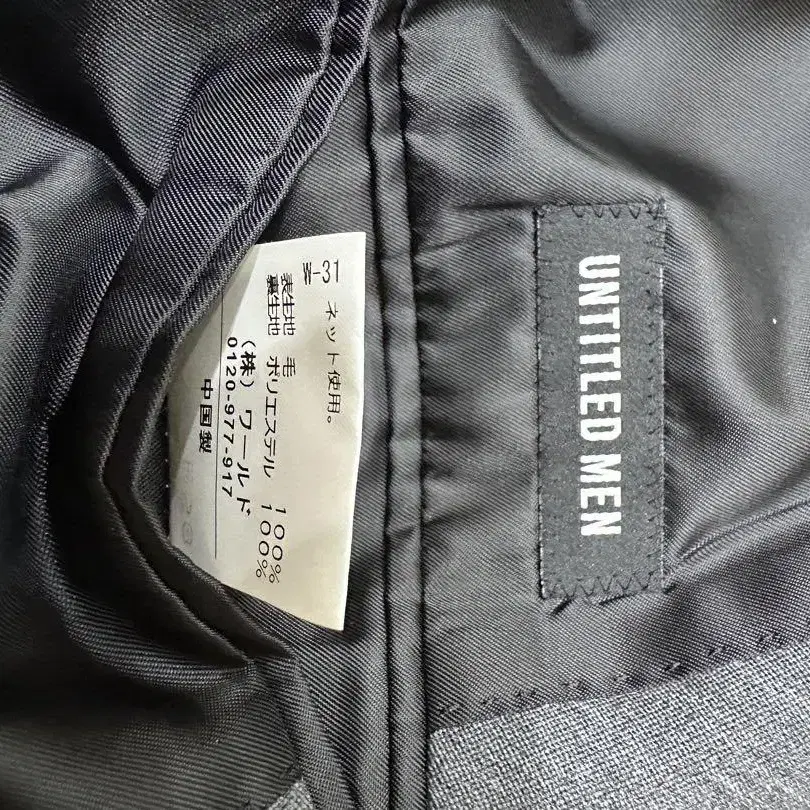 W-31 ネット使用。
表生地 毛 100%
裏生地 ポリエステル 100%
(株)ワールド
0120-977-917
中国製
UNTITLED MEN